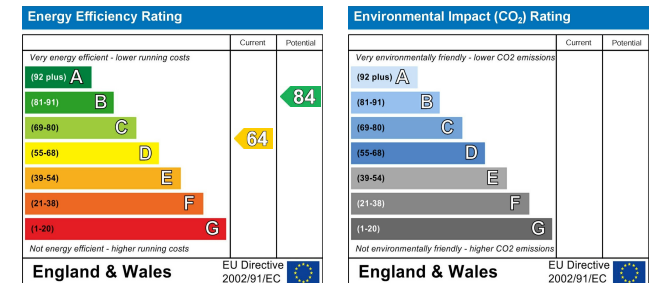 Energy Efficiency Rating
Current Potential
Very energy efficient - lower running costs
(92 plus) A
(81-91) B
(69-80) C
(55-68) D
(39-54) E
(21-38) F
(1-20) G
64
84
Not energy efficient - higher running costs
England & Wales
EU Directive
2002/91/EC
Environmental Impact (CO₂) Rating
Current Potential
Very environmentally friendly - lower CO2 emissions
(92 plus) A
(81-91) B
(69-80) C
(55-68) D
(39-54) E
(21-38) F
(1-20) G
Not environmentally friendly - higher CO2 emissions
England & Wales
EU Directive
2002/91/EC